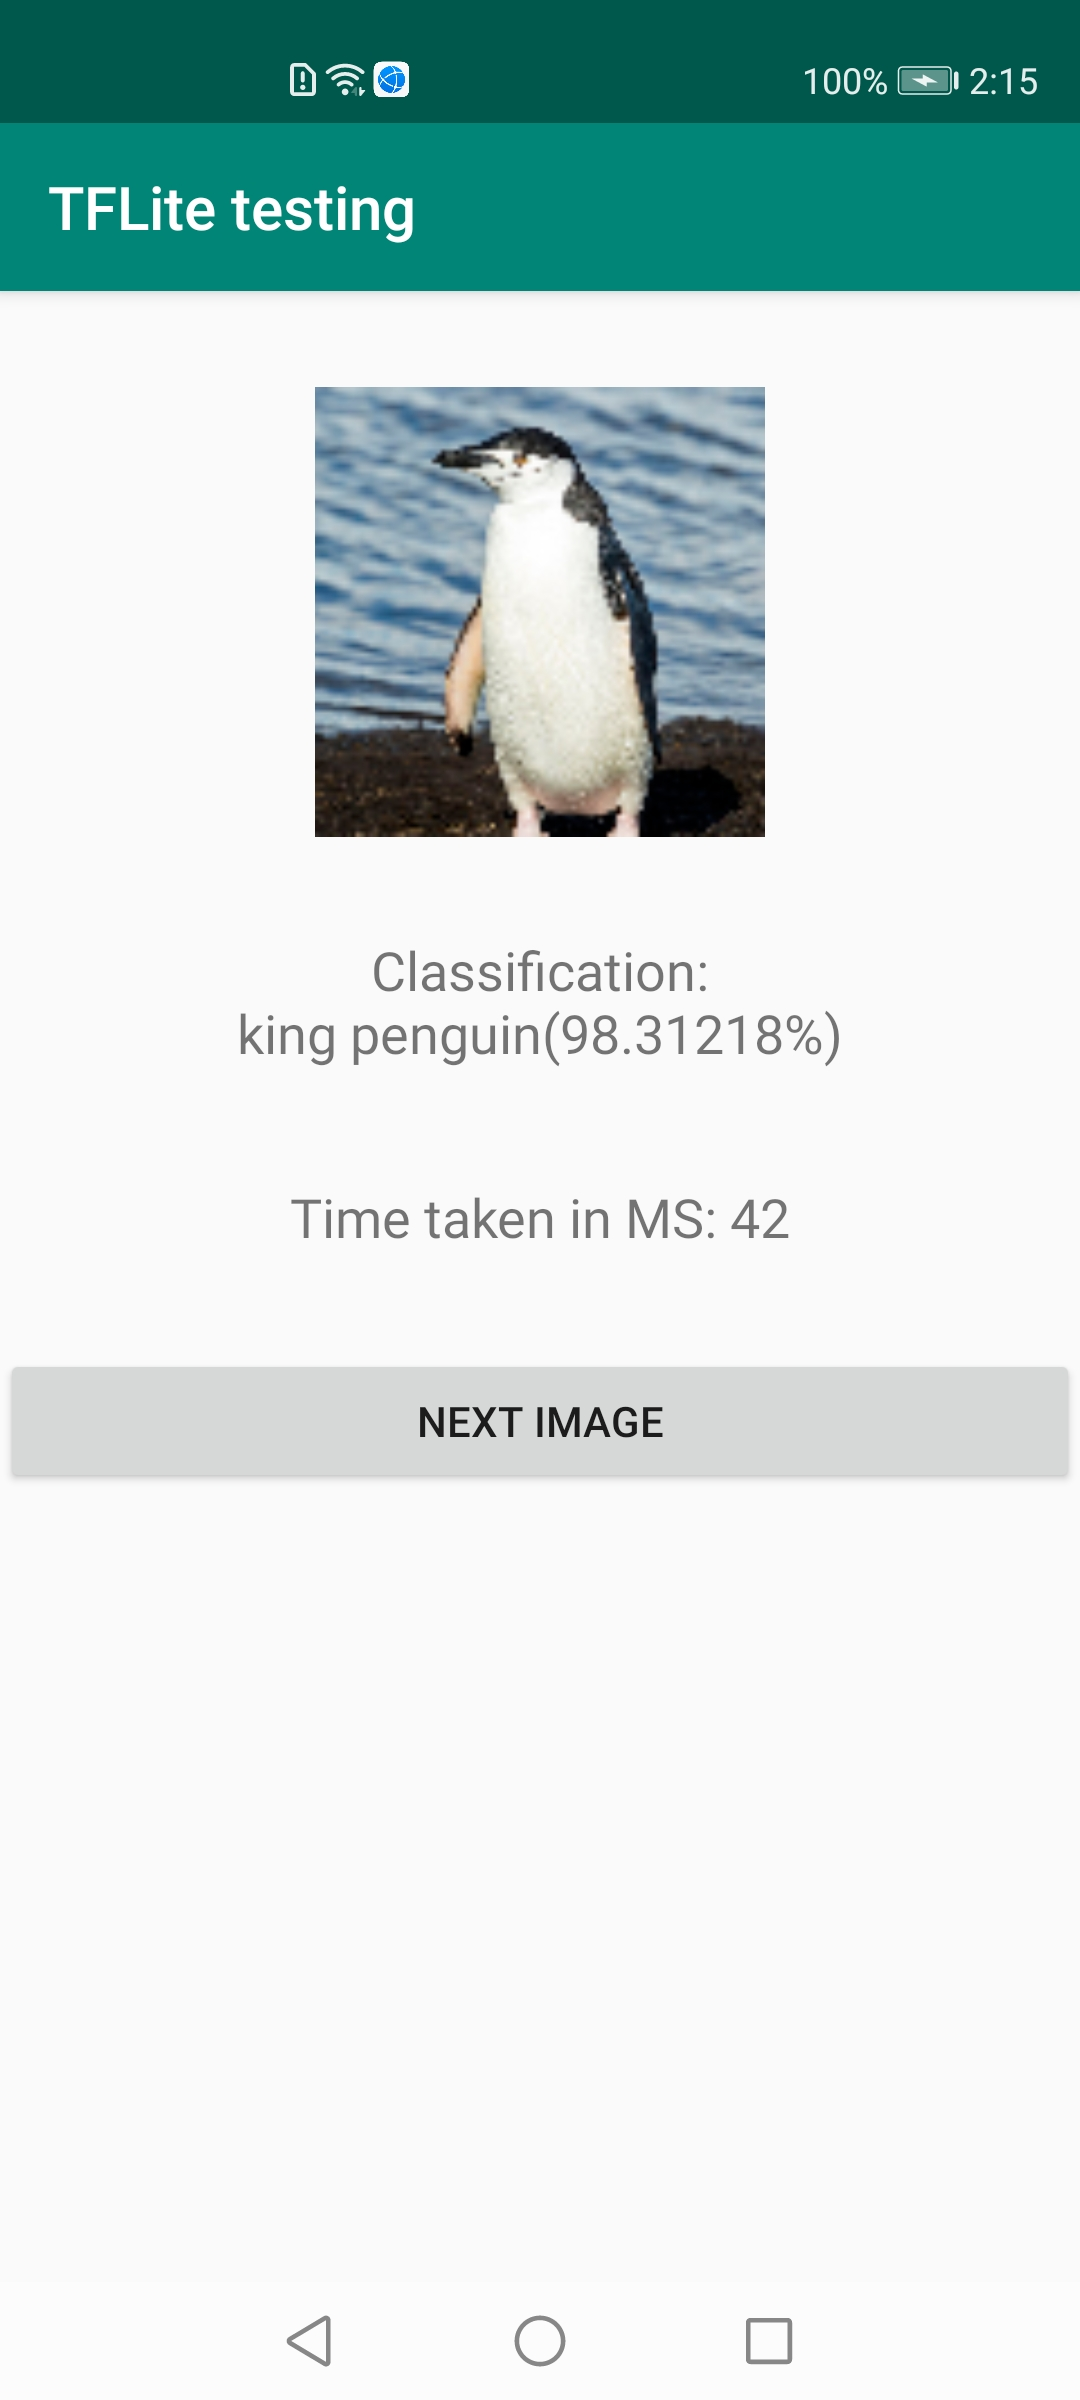 100% 2:15
TFLite testing
Classification:
king penguin(98.31218%)
Time taken in MS: 42
NEXT IMAGE